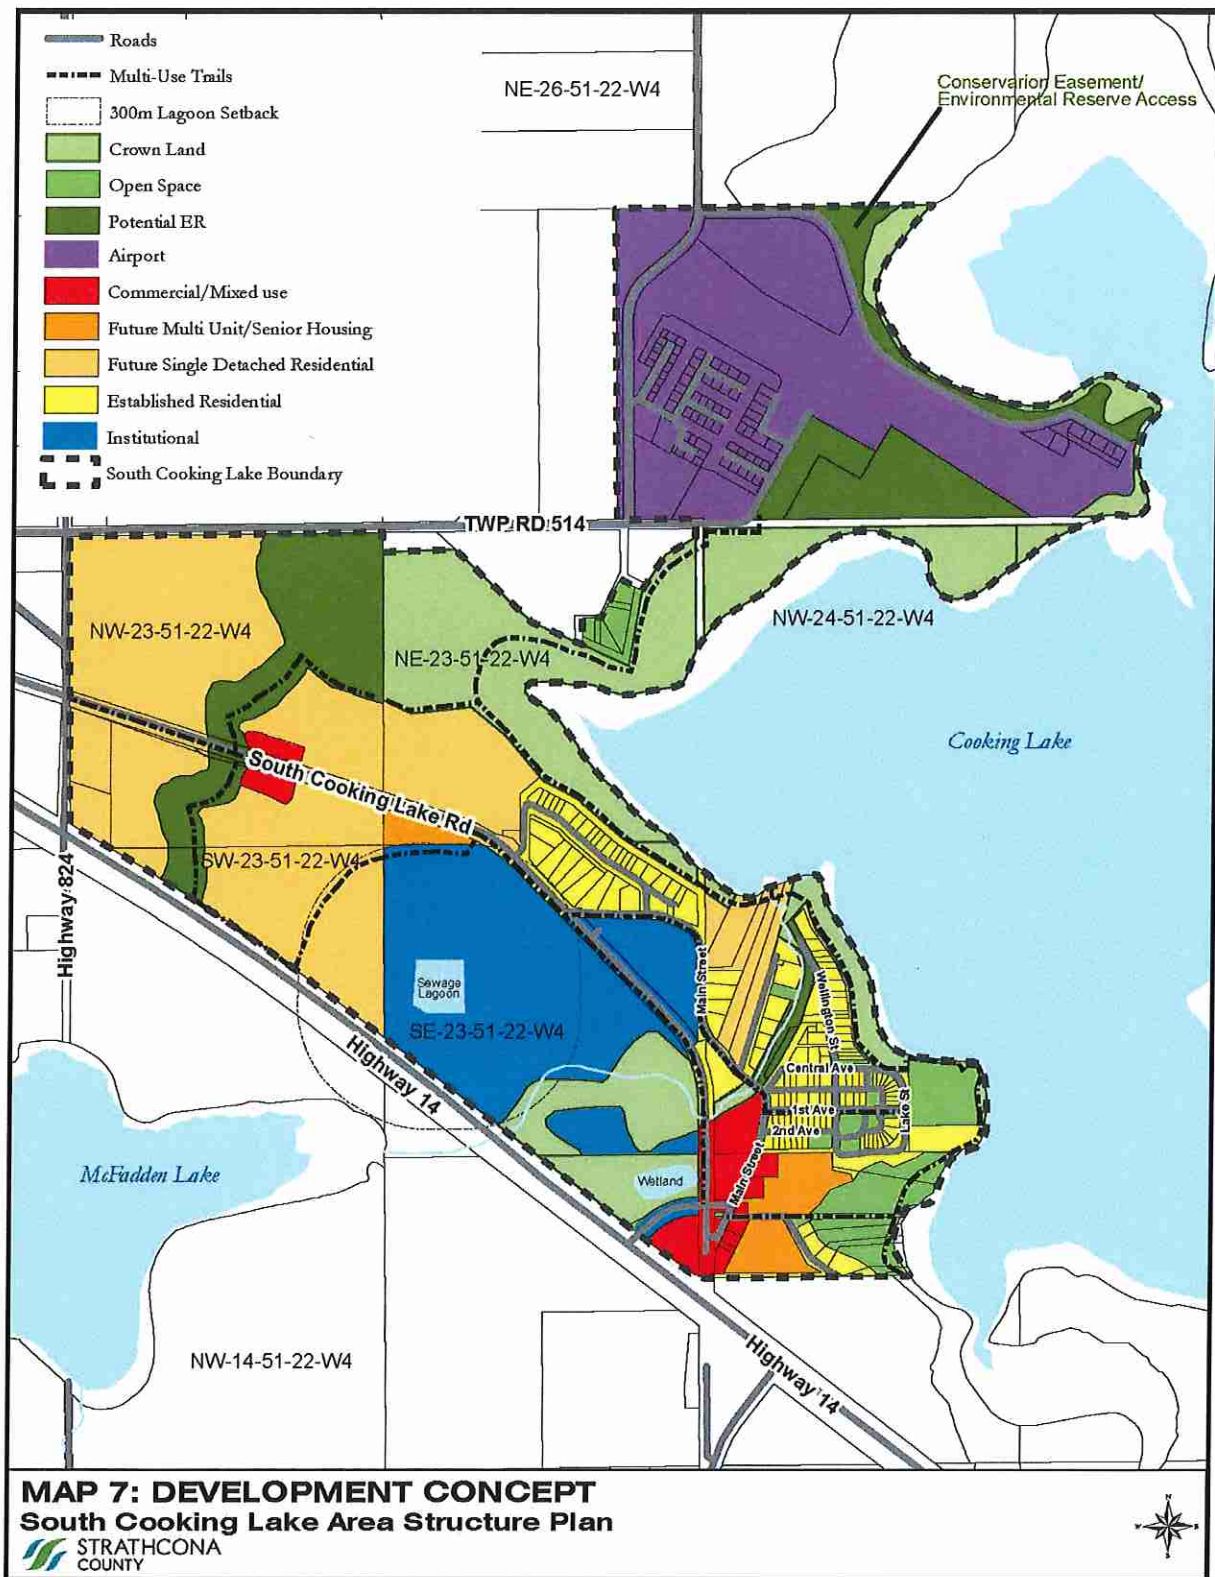 Roads
Multi-Use Trails
300m Lagoon Setback
Crown Land
Open Space
Potential ER
Airport
Commercial/Mixed use
Future Multi Unit/Senior Housing
Future Single Detached Residential
Established Residential
Institutional
South Cooking Lake Boundary
NE-26-51-22-W4
Conservarion Easement/
Environmental Reserve Access
TWP RD 514
NW-23-51-22-W4
NE-23-51-22-W4
NW-24-51-22-W4
Cooking Lake
South Cooking Lake Rd
SW-23-51-22-W4
Highway 824
Sewage
Lagoon
SE-23-51-22-W4
Main Street
Wellington St
Central Ave
1st Ave
2nd Ave
Lake St
Highway 14
McFadden Lake
Wetland
Main Street
NW-14-51-22-W4
Highway 14
MAP 7: DEVELOPMENT CONCEPT
South Cooking Lake Area Structure Plan
STRATHCONA
COUNTY
N